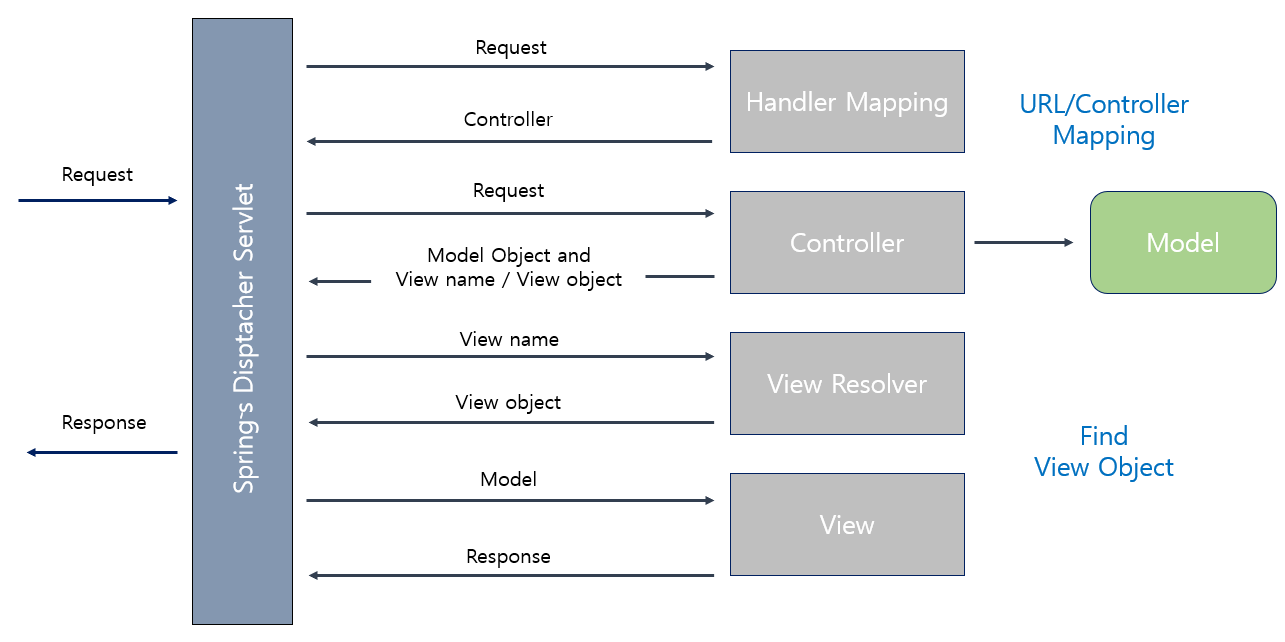 Request
Handler Mapping
URL/Controller
Mapping
Controller
Request
Request
Controller
Model
Model Object and
View name / View object
Spring~s Disptacher Servlet
View name
View Resolver
View object
Response
Find
View Object
Model
View
Response